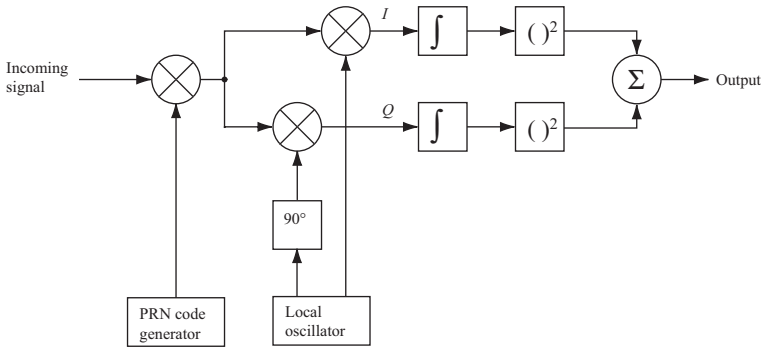 I
∫
( )²
Incoming
signal
Σ
Output
Q
∫
( )²
90°
PRN code
generator
Local
oscillator